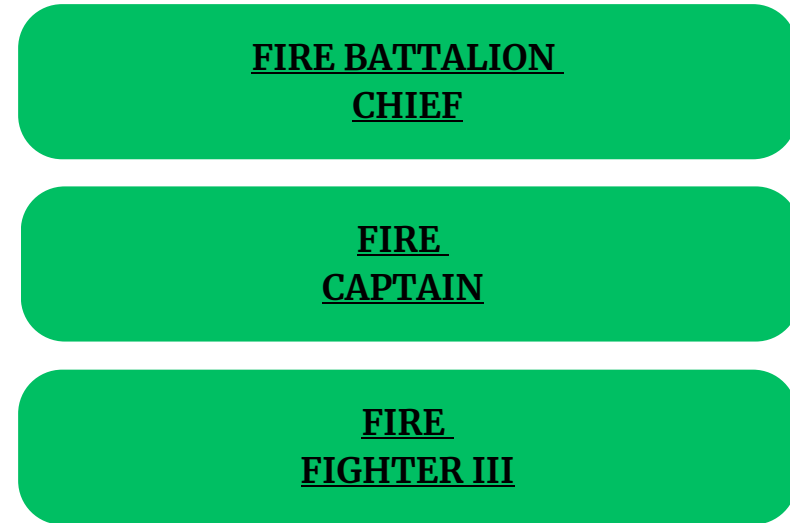 FIRE BATTALION
CHIEF
FIRE
CAPTAIN
FIRE
FIGHTER III